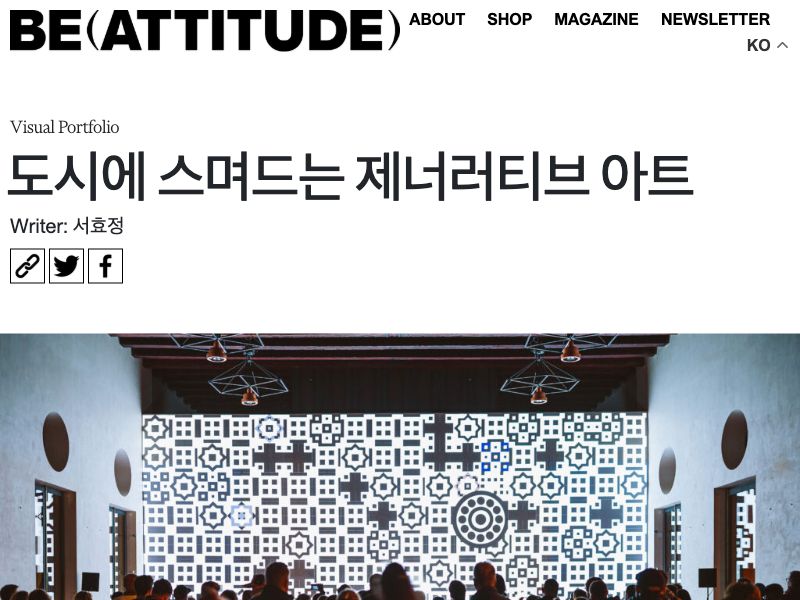 BE(ATTITUDE)
ABOUT SHOP MAGAZINE NEWSLETTER
KO
Visual Portfolio
도시에 스며드는 제너러티브 아트
Writer: 서효정